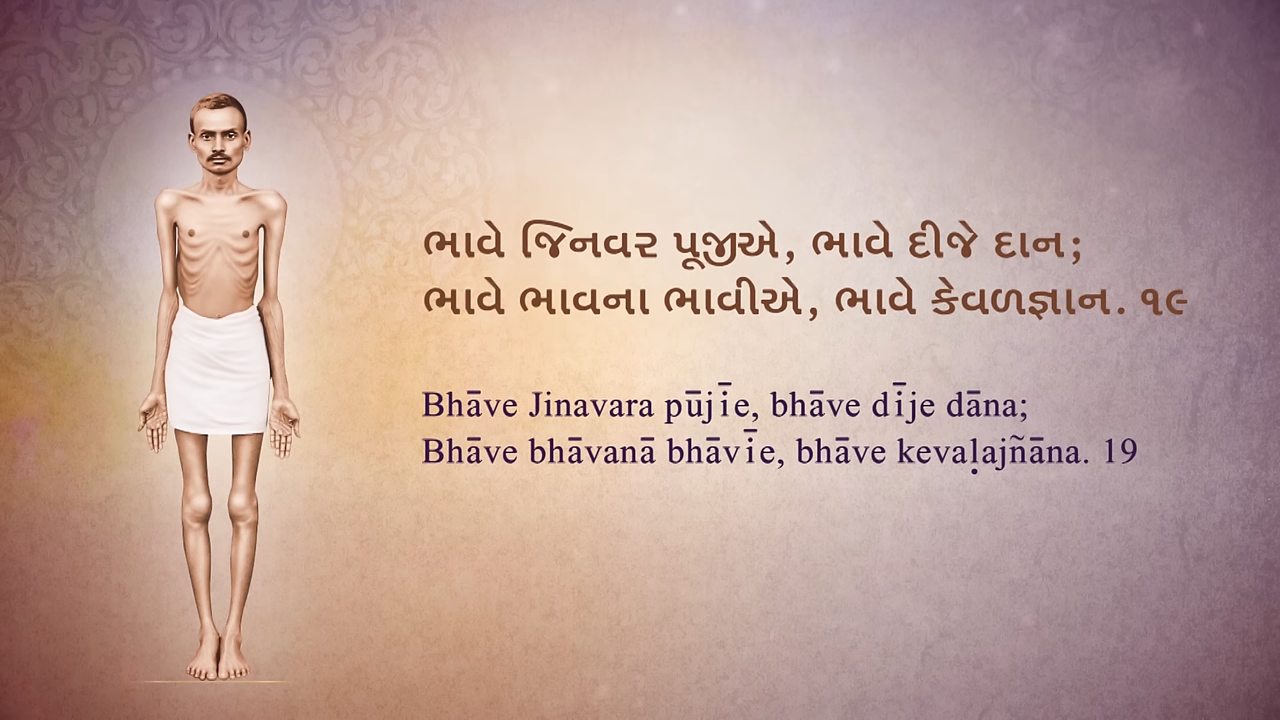 ભાવે જિનવર પૂજીએ, ભાવે દીજે દાન;
ભાવે ભાવના ભાવીએ, ભાવે કેવળજ્ઞાન. ૧૯
Bhāve Jinavara pūjīe, bhāve dīje dāna;
Bhāve bhāvanā bhāvīe, bhāve kevaḷajñāna. 19